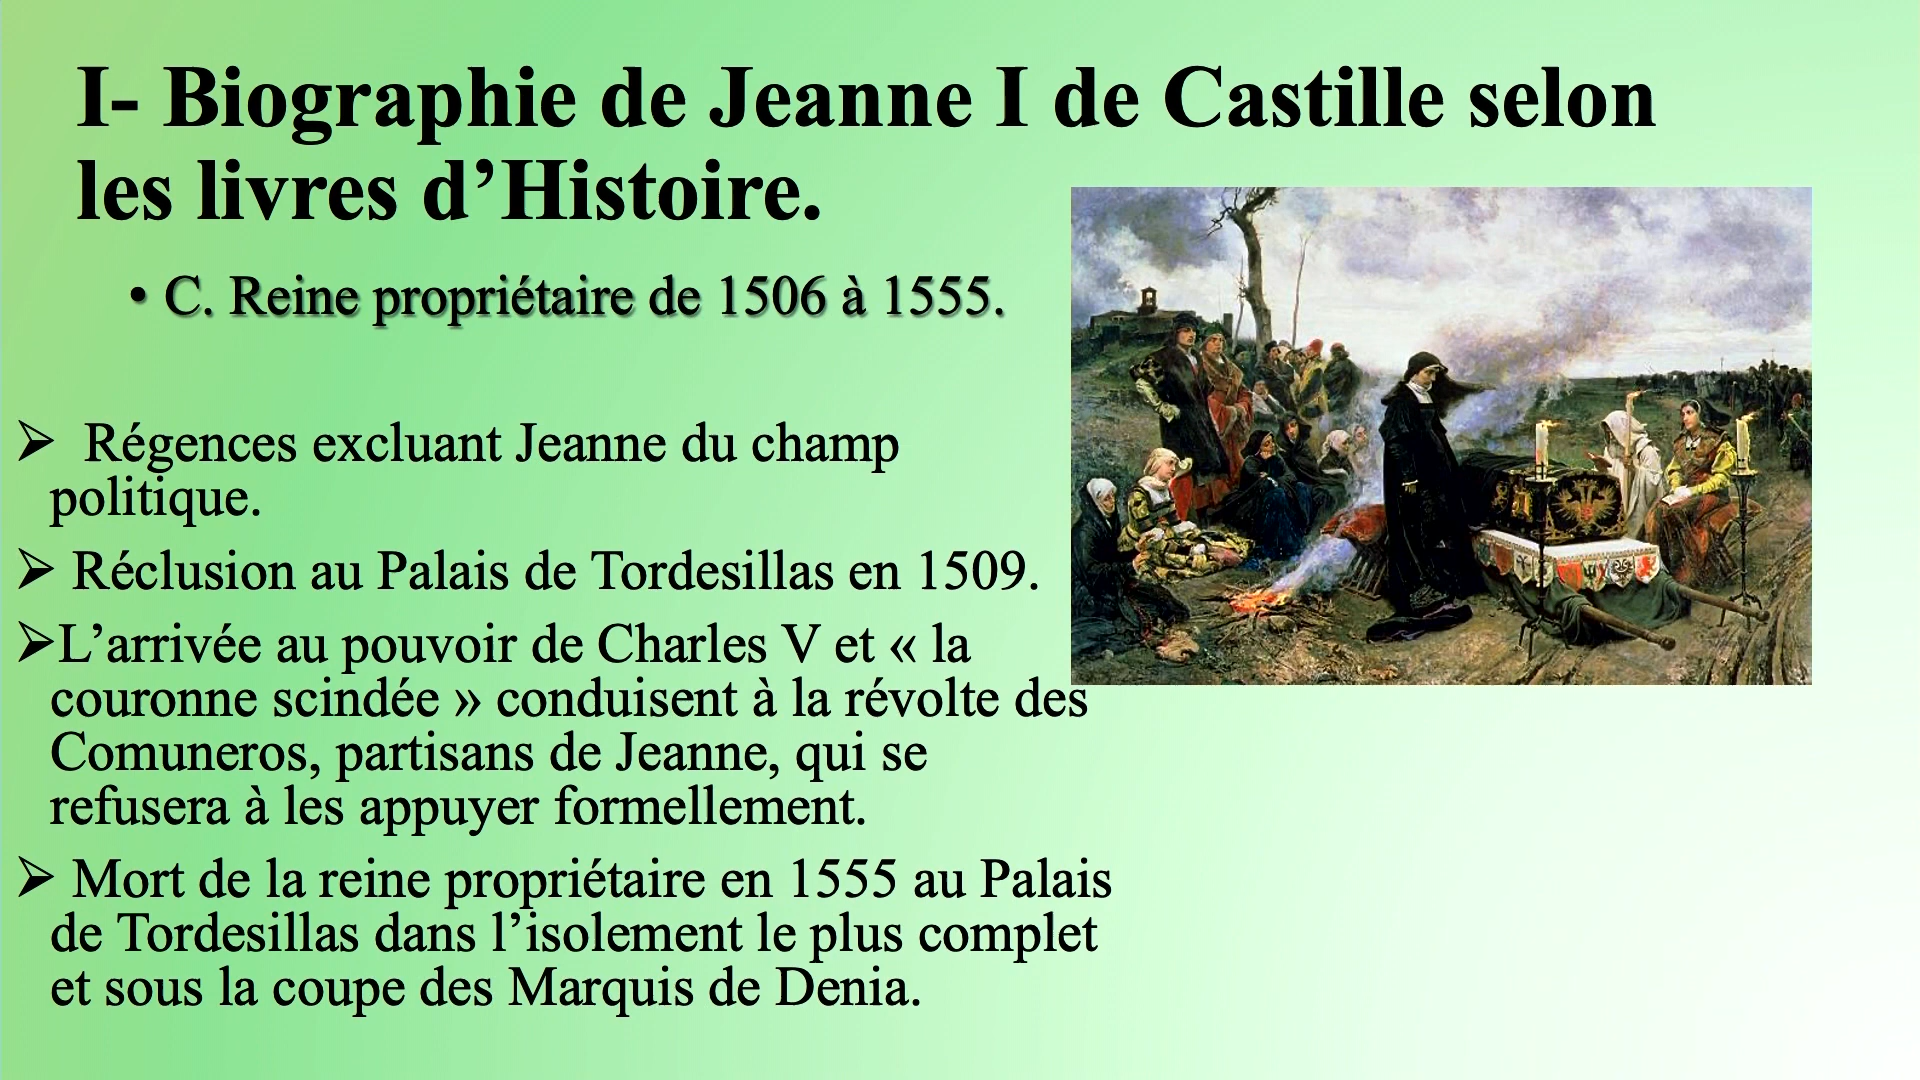 I- Biographie de Jeanne I de Castille selon
les livres d’Histoire.
• C. Reine propriétaire de 1506 à 1555.
➢ Régences excluant Jeanne du champ
politique.
➢ Réclusion au Palais de Tordesillas en 1509.
➢L’arrivée au pouvoir de Charles V et « la
couronne scindée » conduisent à la révolte des
Comuneros, partisans de Jeanne, qui se
refusera à les appuyer formellement.
➢ Mort de la reine propriétaire en 1555 au Palais
de Tordesillas dans l’isolement le plus complet
et sous la coupe des Marquis de Denia.